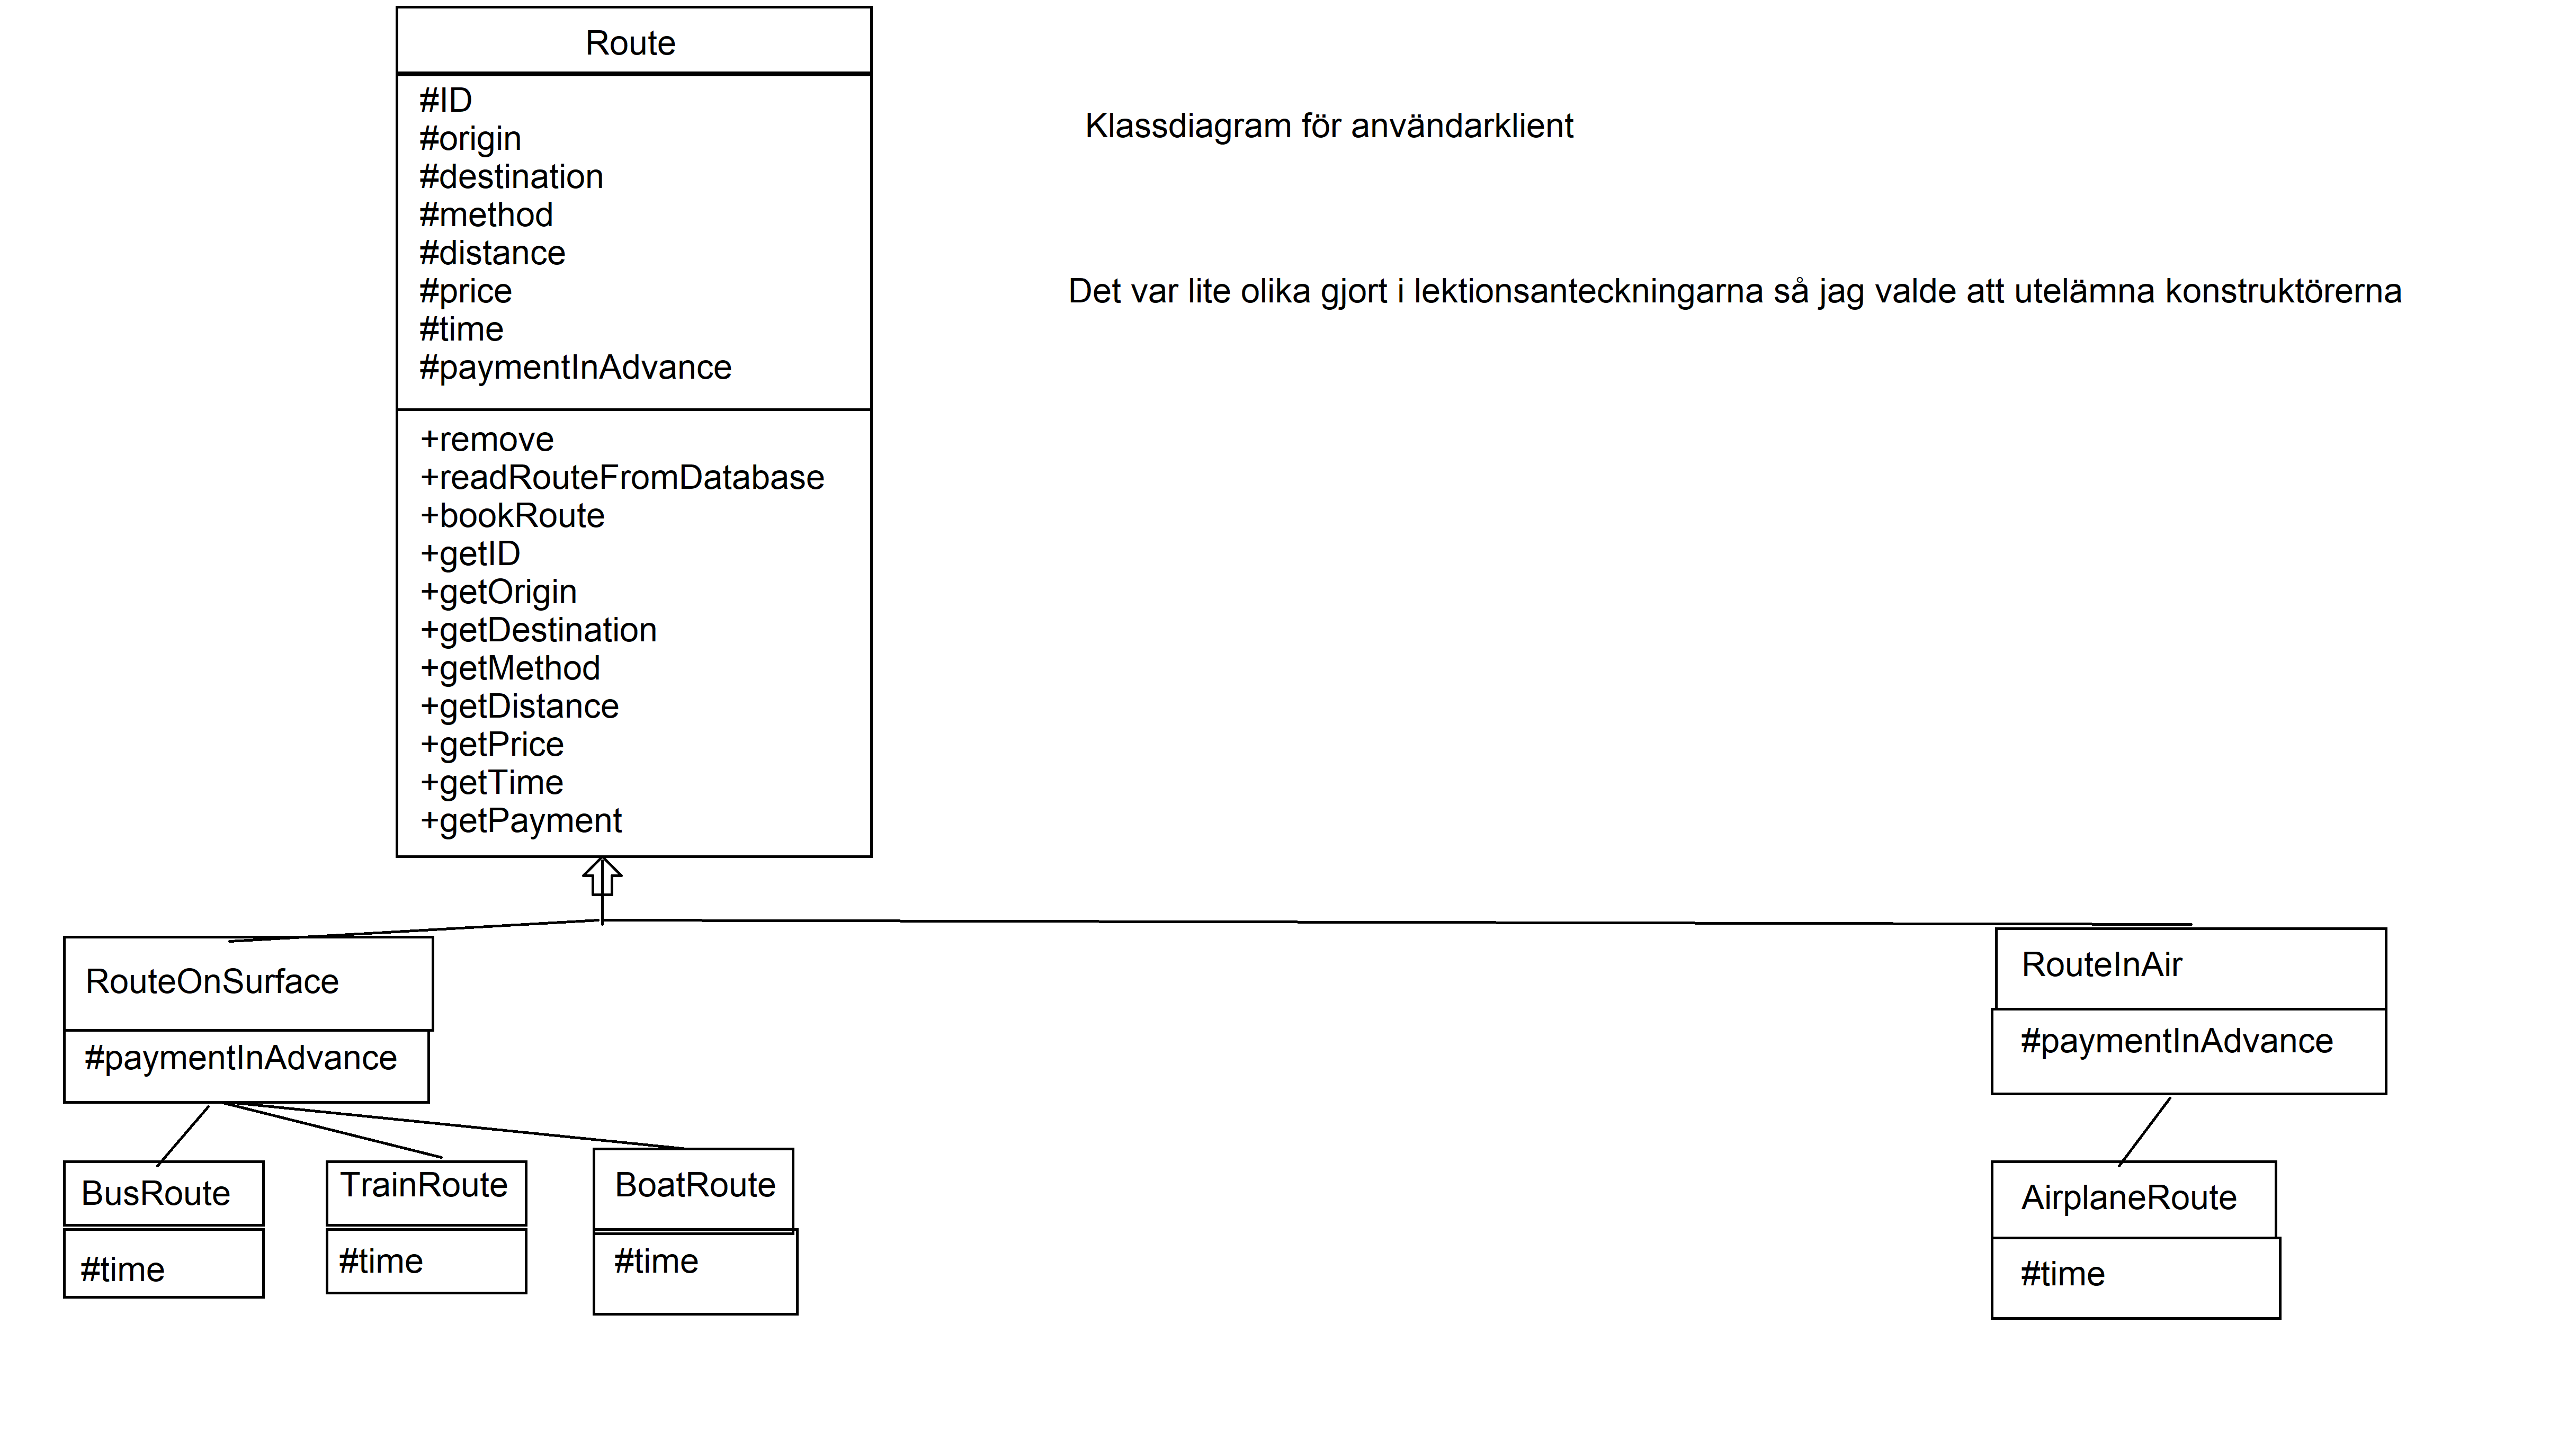 Route
#ID
#origin
#destination
#method
#distance
#price
#time
#paymentInAdvance
+remove
+readRouteFromDatabase
+bookRoute
+getID
+getOrigin
+getDestination
+getMethod
+getDistance
+getPrice
+getTime
+getPayment
Klassdiagram för användarklient
Det var lite olika gjort i lektionsanteckningarna så jag valde att utelämna konstruktörerna
RouteOnSurface
#paymentInAdvance
RouteInAir
#paymentInAdvance
BusRoute
#time
TrainRoute
#time
BoatRoute
#time
AirplaneRoute
#time